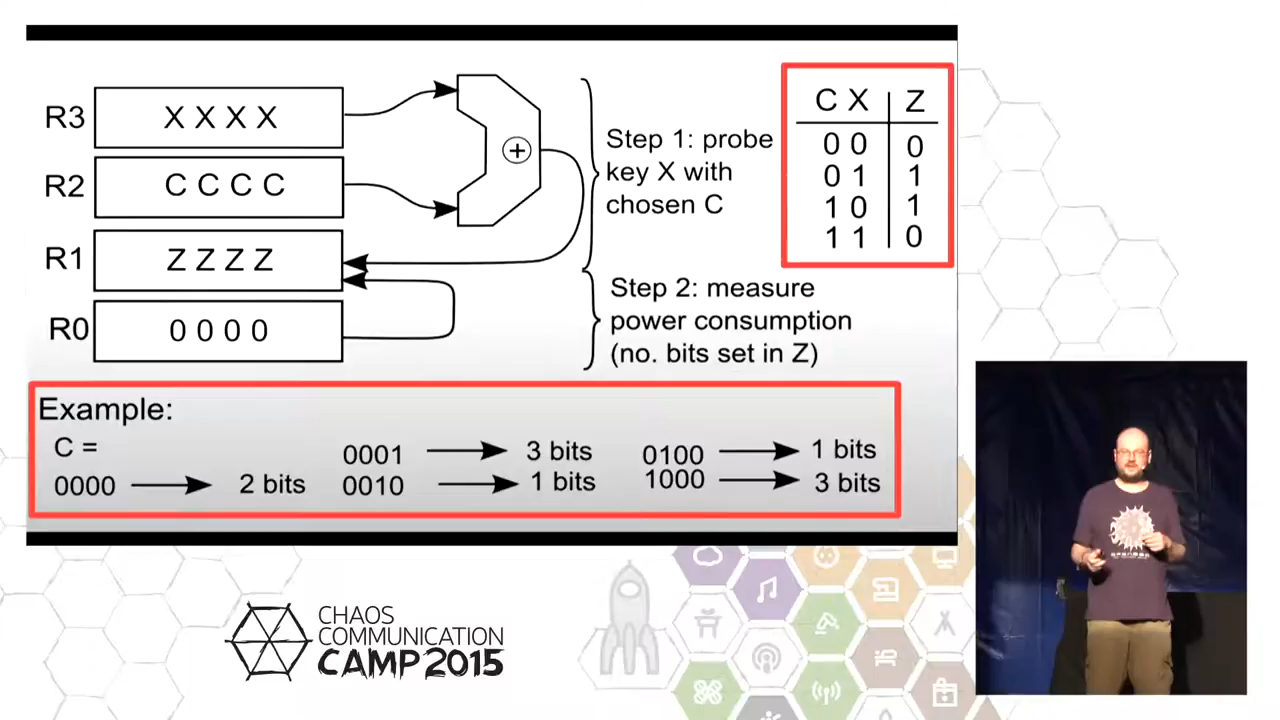 R3 X X X X
R2 C C C C
R1 Z Z Z Z
R0 0 0 0 0
+
Step 1: probe
key X with
chosen C
Step 2: measure
power consumption
(no. bits set in Z)
C X Z
0 0 0
0 1 1
1 0 1
1 1 0
Example:
C =
0000 2 bits
0001 3 bits
0010 1 bits
0100 1 bits
1000 3 bits
CHAOS
COMMUNICATION
CAMP 2015